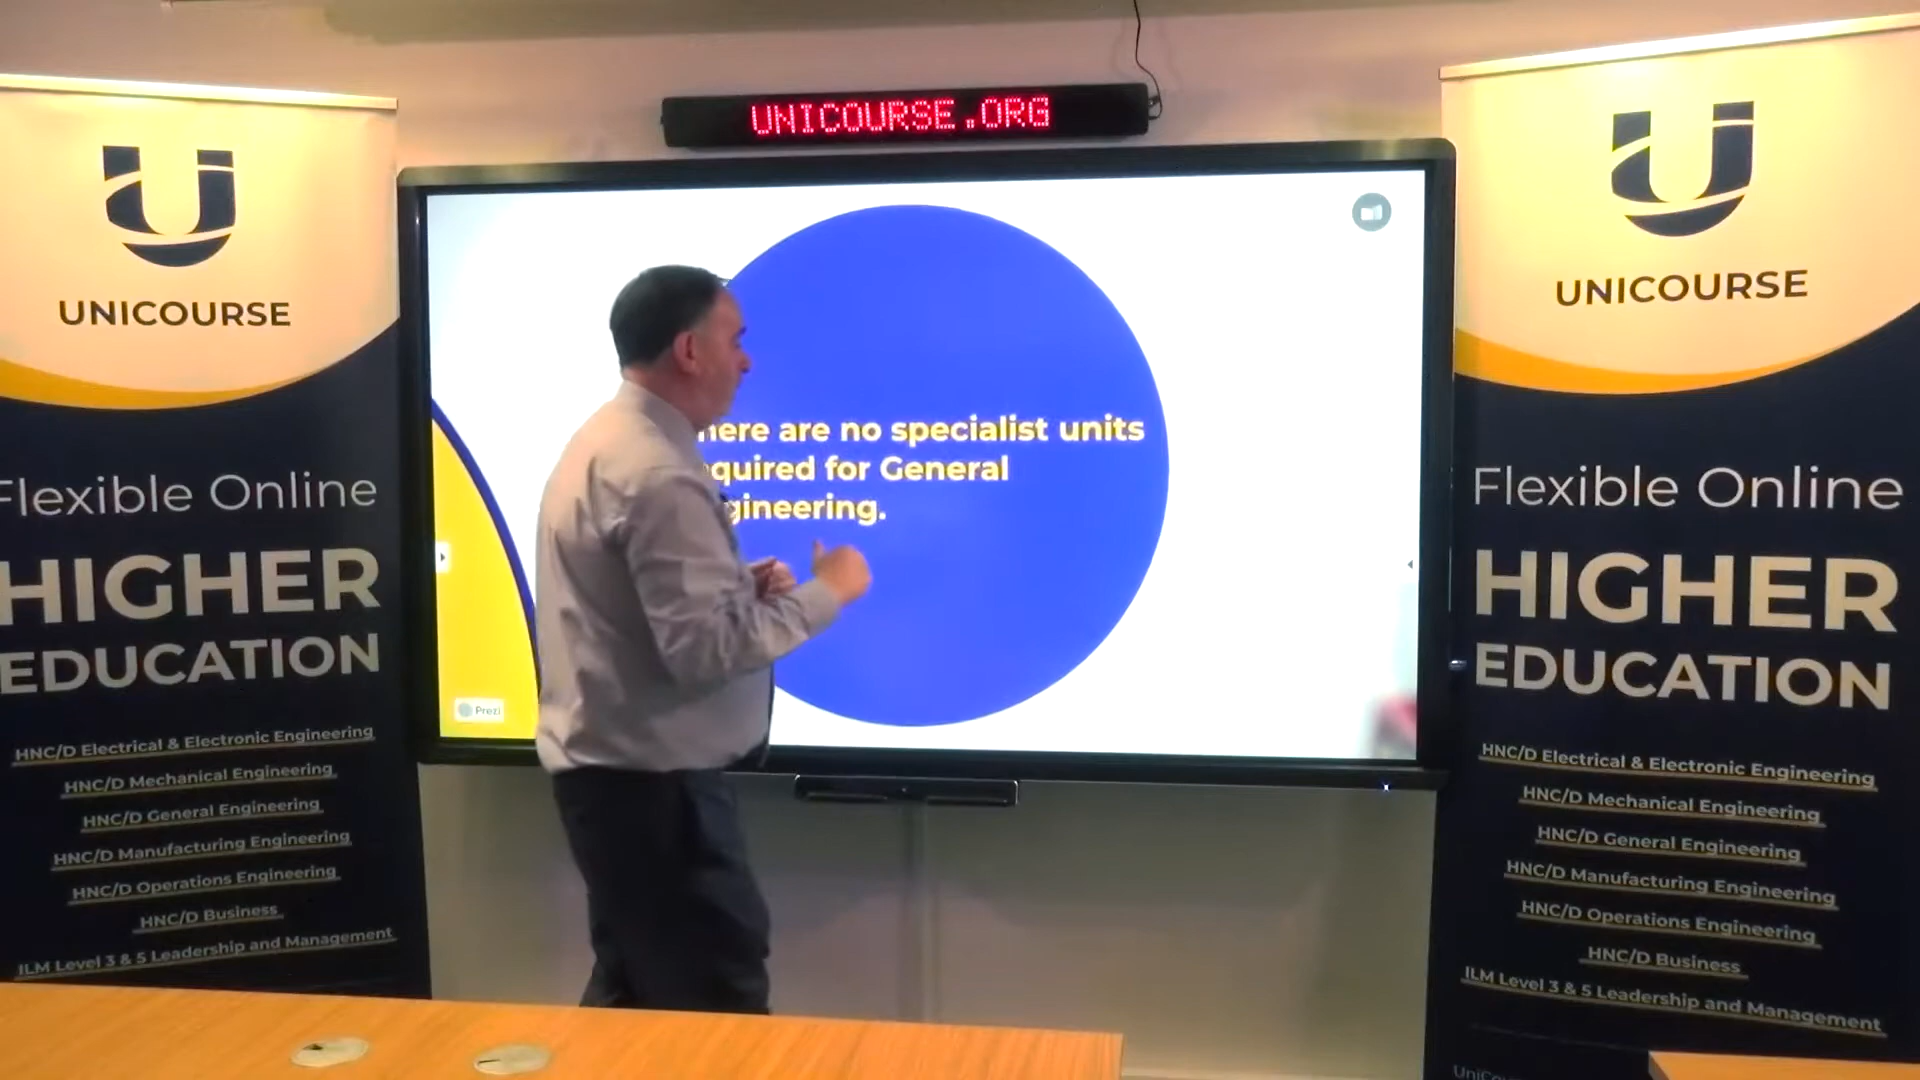 UNICOURSE.ORG
UNICOURSE
Flexible Online
HIGHER
EDUCATION
HNC/D Electrical & Electronic Engineering
HNC/D Mechanical Engineering
HNC/D General Engineering
HNC/D Manufacturing Engineering
HNC/D Operations Engineering
HNC/D Business
ILM Level 3 & 5 Leadership and Management
here are no specialist units
quired for General
gineering.
Prezi
UNICOURSE
Flexible Online
HIGHER
EDUCATION
HNC/D Electrical & Electronic Engineering
HNC/D Mechanical Engineering
HNC/D General Engineering
HNC/D Manufacturing Engineering
HNC/D Operations Engineering
HNC/D Business
ILM Level 3 & 5 Leadership and Management